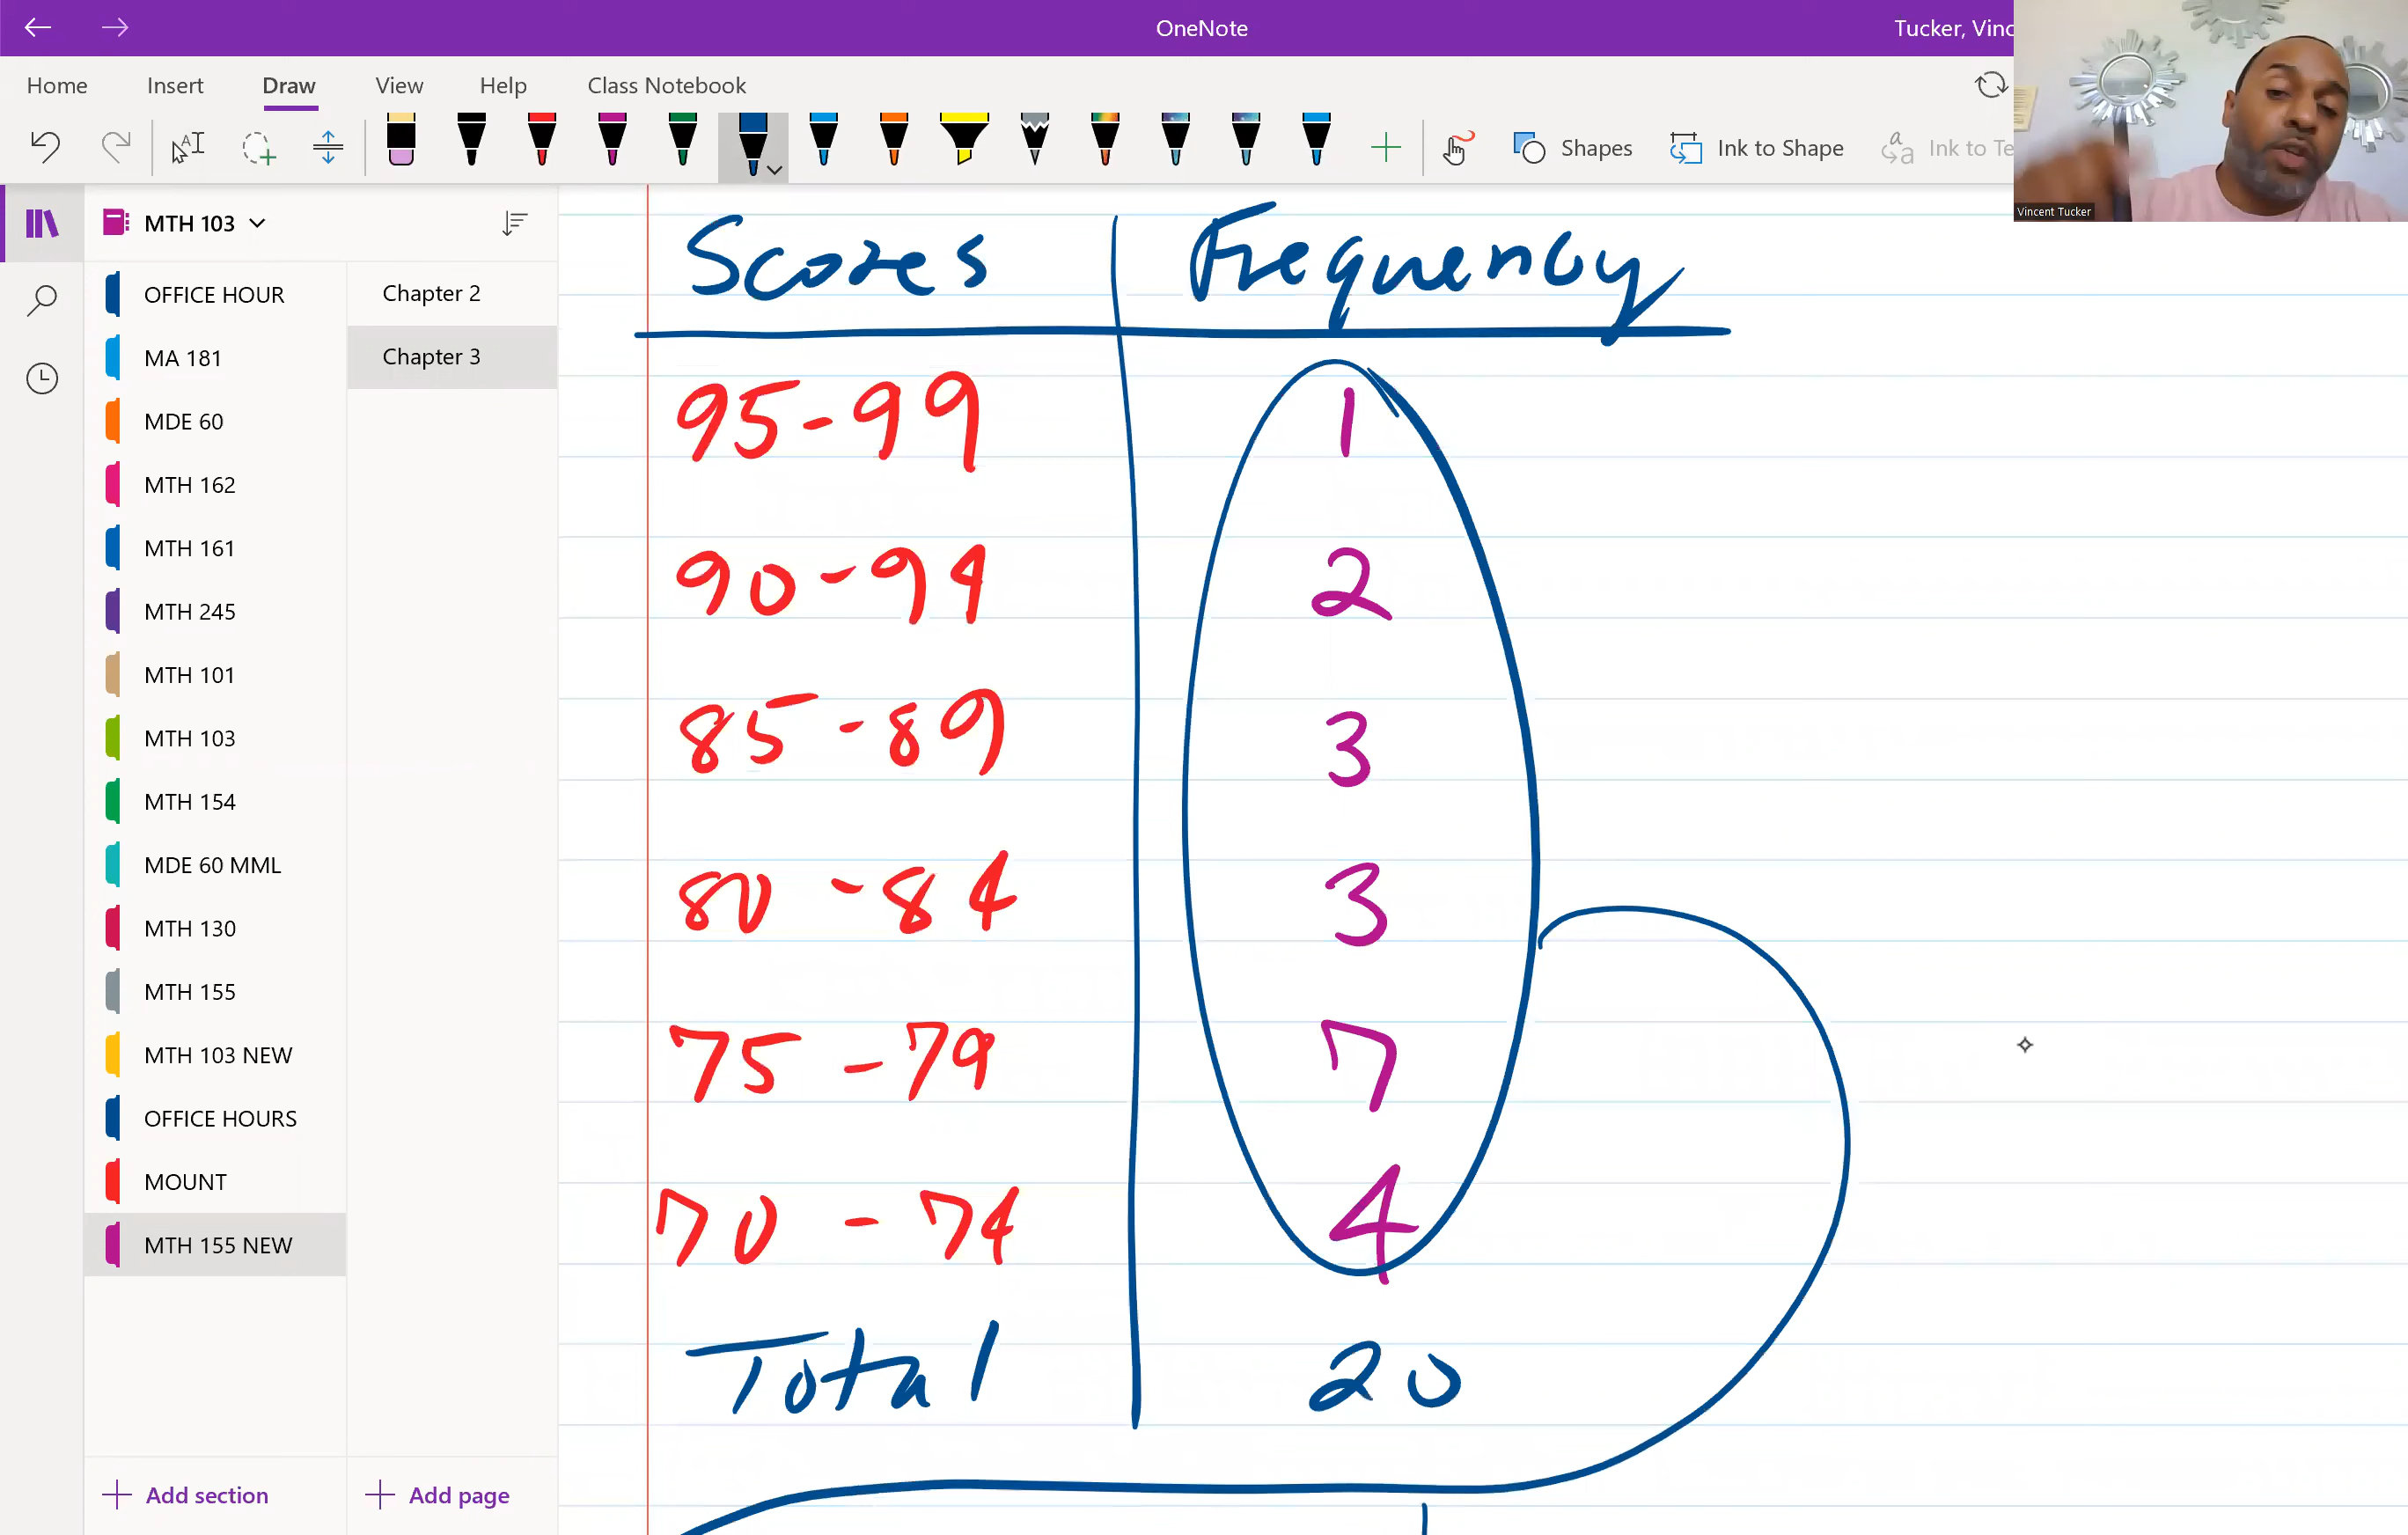 OneNote
Tucker, Vinc
Home Insert Draw View Help Class Notebook
Shapes Ink to Shape Ink to Te
Vincent Tucker
MTH 103
OFFICE HOUR
MA 181
MDE 60
MTH 162
MTH 161
MTH 245
MTH 101
MTH 103
MTH 154
MDE 60 MML
MTH 130
MTH 155
MTH 103 NEW
OFFICE HOURS
MOUNT
MTH 155 NEW
Add section
Chapter 2
Chapter 3
Add page
Scores Frequency
95-99 1
90-94 2
85-89 3
80-84 3
75-79 7
70-74 4
Total 20